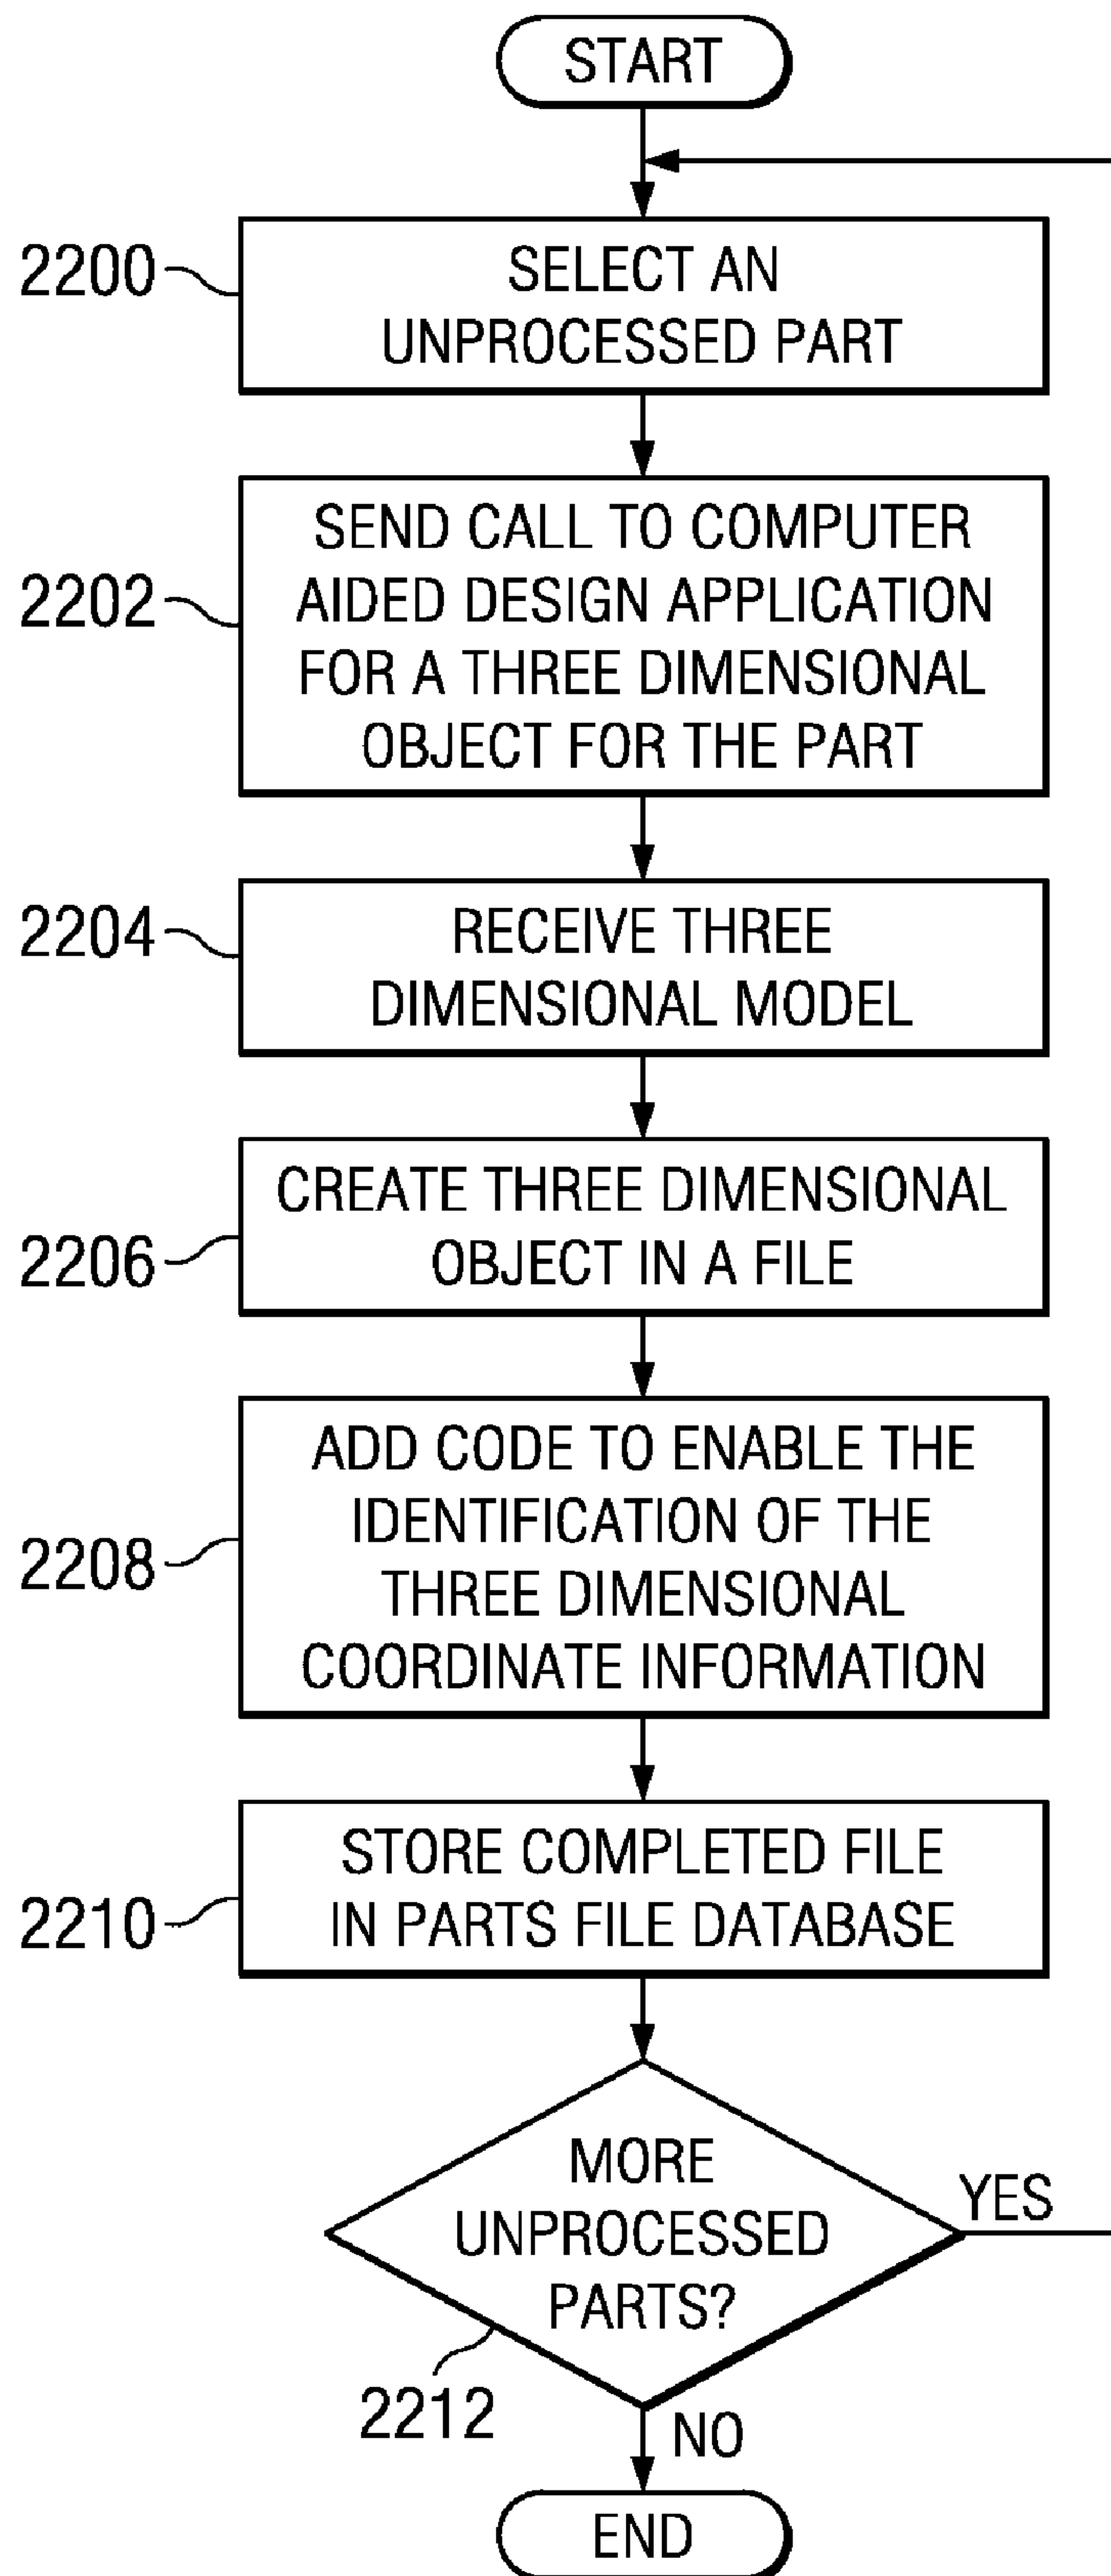 START
2200
SELECT AN
UNPROCESSED PART
2202
SEND CALL TO COMPUTER
AIDED DESIGN APPLICATION
FOR A THREE DIMENSIONAL
OBJECT FOR THE PART
2204
RECEIVE THREE
DIMENSIONAL MODEL
2206
CREATE THREE DIMENSIONAL
OBJECT IN A FILE
2208
ADD CODE TO ENABLE THE
IDENTIFICATION OF THE
THREE DIMENSIONAL
COORDINATE INFORMATION
2210
STORE COMPLETED FILE
IN PARTS FILE DATABASE
MORE
UNPROCESSED
PARTS?
YES
2212
NO
END